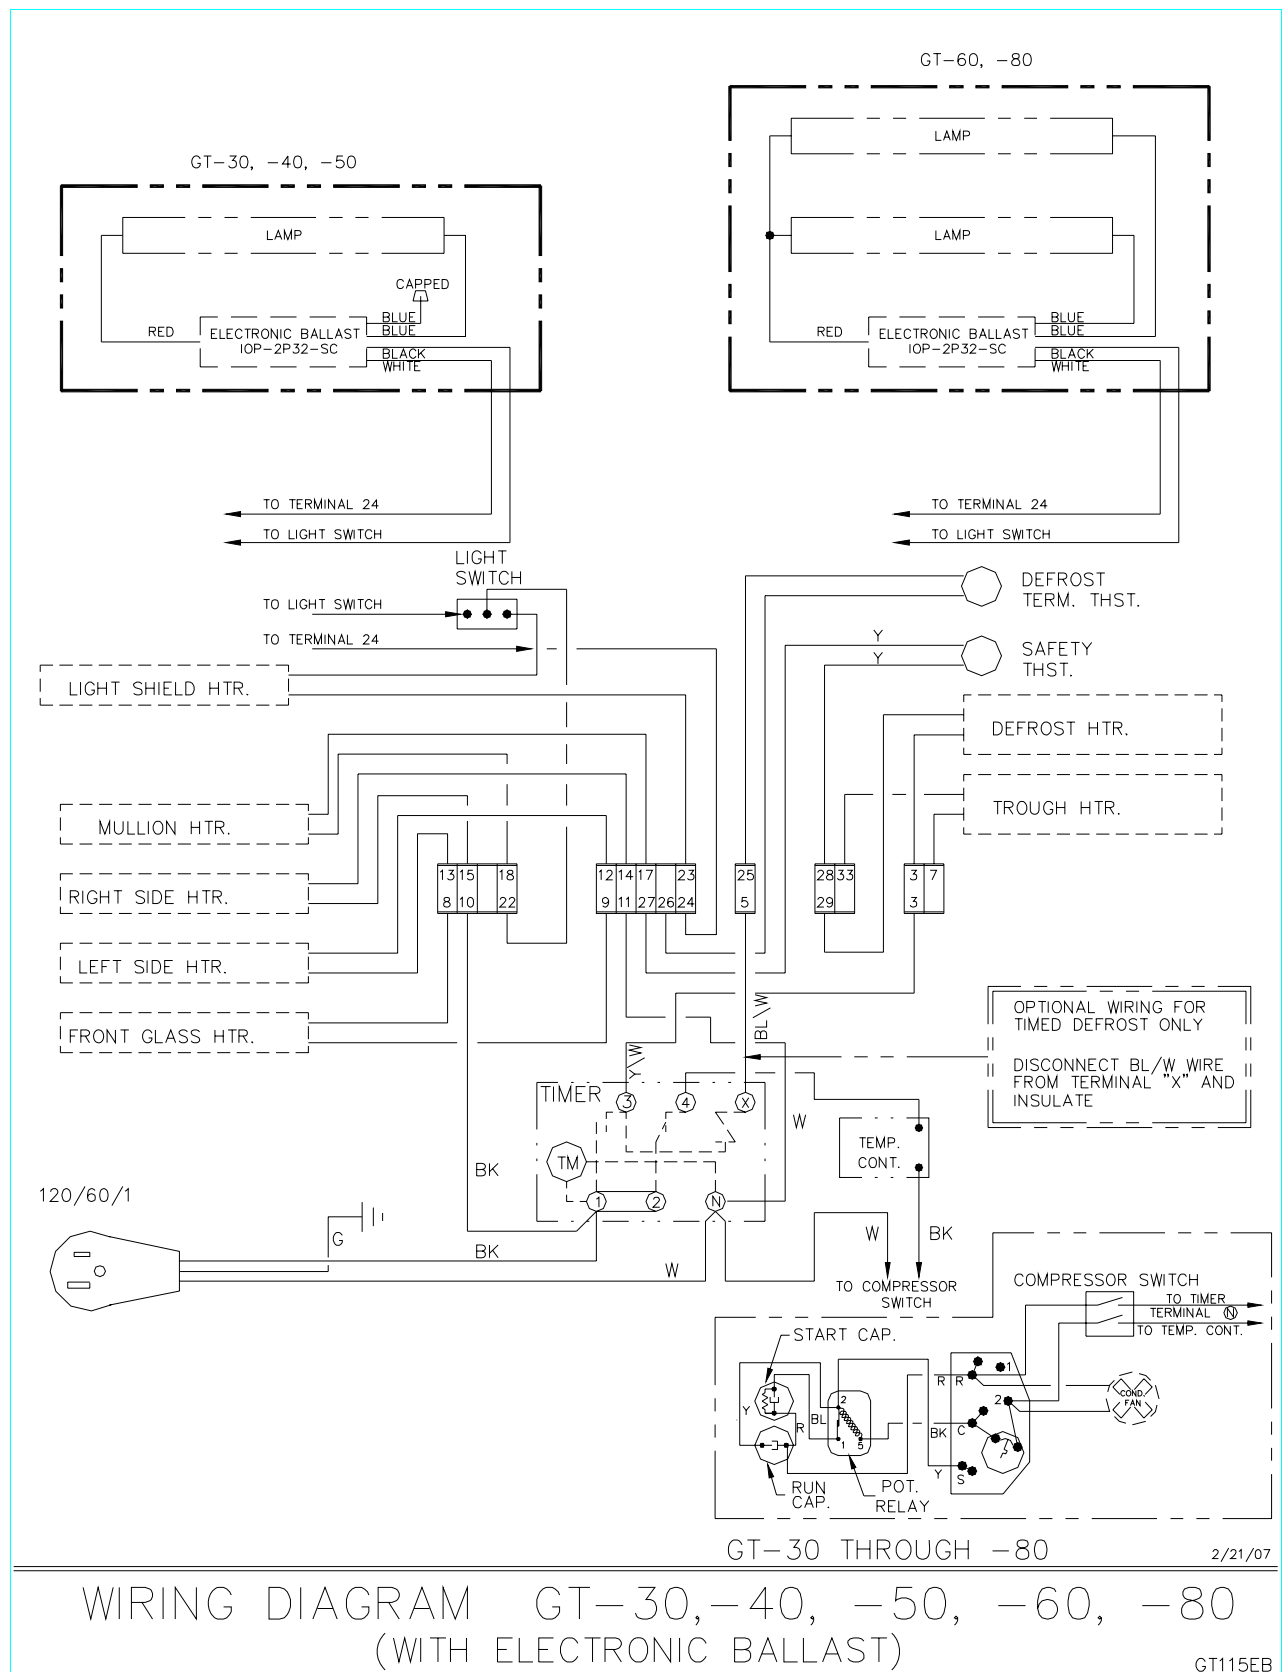 GT-60, -80
LAMP
LAMP
RED
ELECTRONIC BALLAST
IOP-2P32-SC
BLUE
BLUE
BLACK
WHITE
TO TERMINAL 24
TO LIGHT SWITCH
GT-30, -40, -50
LAMP
CAPPED
RED
ELECTRONIC BALLAST
IOP-2P32-SC
BLUE
BLUE
BLACK
WHITE
TO TERMINAL 24
TO LIGHT SWITCH
LIGHT
SWITCH
TO LIGHT SWITCH
TO TERMINAL 24
LIGHT SHIELD HTR.
DEFROST
TERM. THST.
Y
Y
SAFETY
THST.
DEFROST HTR.
TROUGH HTR.
MULLION HTR.
RIGHT SIDE HTR.
LEFT SIDE HTR.
FRONT GLASS HTR.
13 15 18
8 10 22
12 14 17 23
9 11 27 26 24
25
5
28 33
29
3 7
3
BL\W
Y\W
OPTIONAL WIRING FOR
TIMED DEFROST ONLY
DISCONNECT BL/W WIRE
FROM TERMINAL "X" AND
INSULATE
TIMER
3 4 X
W
TEMP.
CONT.
TM
BK
1 2 N
120/60/1
G
BK
W
W
BK
TO COMPRESSOR
SWITCH
COMPRESSOR SWITCH
TO TIMER
TERMINAL N
TO TEMP. CONT.
START CAP.
1
R R
2
2
COND.
FAN
Y
BL
R
BK C
1 5
Y S
RUN
CAP.
POT.
RELAY
GT-30 THROUGH -80
2/21/07
WIRING DIAGRAM GT-30,-40, -50, -60, -80
(WITH ELECTRONIC BALLAST)
GT115EB